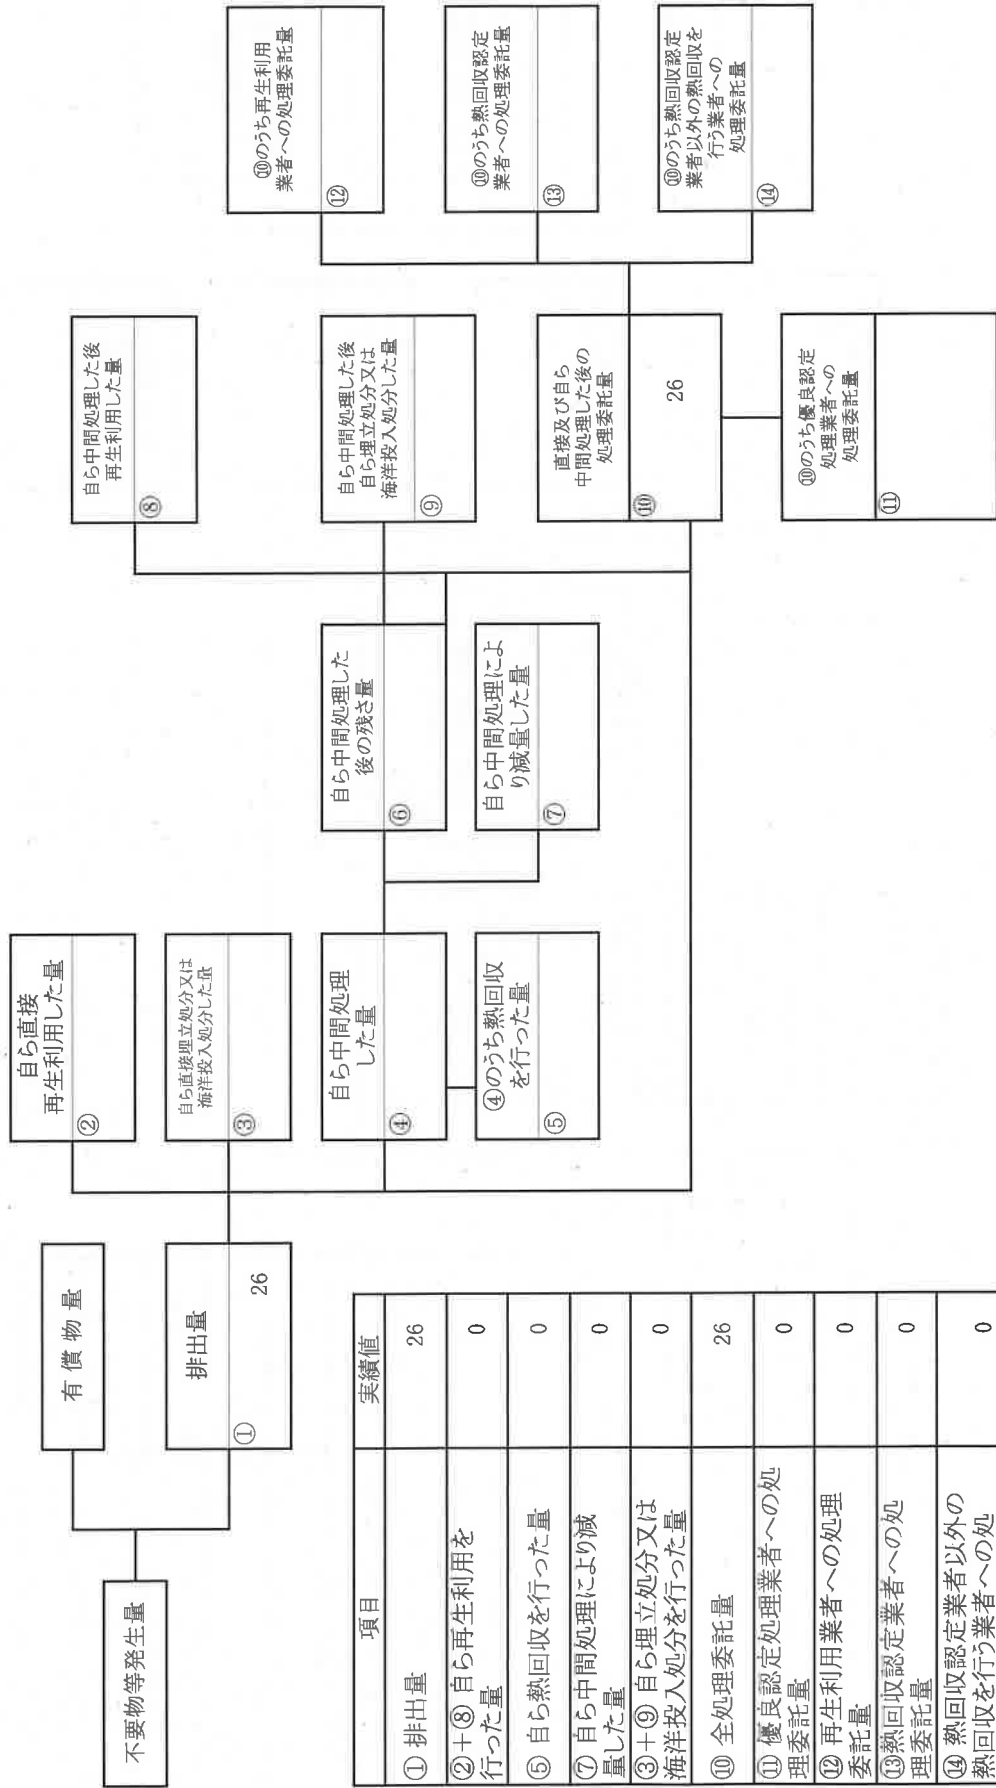 不要物等発生量
有償物量
排出量
① 26
自ら直接
再生利用した量
②
自ら直接埋立処分又は
海洋投入処分した量
③
自ら中間処理
した量
④
④のうち熱回収
を行った量
⑤
自ら中間処理した
後の残さ量
⑥
自ら中間処理によ
り減量した量
⑦
自ら中間処理した後
再生利用した量
⑧
自ら中間処理した後
自ら埋立処分又は
海洋投入処分した量
⑨
直接及び自ら
中間処理した後の
処理委託量
⑩ 26
⑩のうち優良認定
処理業者への
処理委託量
⑪
⑩のうち再生利用
業者への処理委託量
⑫
⑩のうち熱回収認定
業者への処理委託量
⑬
⑩のうち熱回収認定
業者以外の熱回収を
行う業者への
処理委託量
⑭
項目 実績値
① 排出量 26
②+⑧ 自ら再生利用を
行った量 0
⑤ 自ら熱回収を行った量 0
⑦ 自ら中間処理により減
量した量 0
③+⑨ 自ら埋立処分又は
海洋投入処分を行った量 0
⑩ 全処理委託量 26
⑪ 優良認定処理業者への処
理委託量 0
⑫ 再生利用業者への処理
委託量 0
⑬熱回収認定業者への処
理委託量 0
⑭ 熱回収認定業者以外の
熱回収を行う業者への処 0